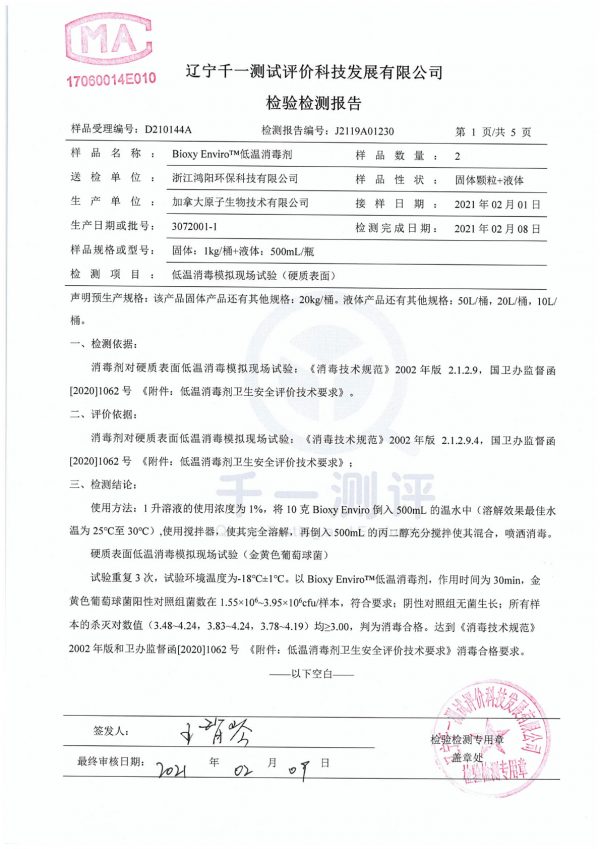 MA
17060014E010
辽宁千一测试评价科技发展有限公司
检验检测报告
样品受理编号：D210144A 检测报告编号：J2119A01230 第 1 页/共 5 页
样品名称： Bioxy Enviro™低温消毒剂 样品数量： 2
送检单位： 浙江鸿阳环保科技有限公司 样品性状： 固体颗粒+液体
生产单位： 加拿大原子生物技术有限公司 接样日期： 2021 年 02 月 01 日
生产日期或批号： 3072001-1 检测完成日期： 2021 年 02 月 08 日
样品规格或型号： 固体：1kg/桶+液体：500mL/瓶
检测项目： 低温消毒模拟现场试验（硬质表面）
声明预生产规格：该产品固体产品还有其他规格：20kg/桶。液体产品还有其他规格：50L/桶，20L/桶，10L/
桶。
一、检测依据：
消毒剂对硬质表面低温消毒模拟现场试验：《消毒技术规范》2002 年版 2.1.2.9，国卫办监督函
[2020]1062 号 《附件：低温消毒剂卫生安全评价技术要求》。
二、评价依据：
消毒剂对硬质表面低温消毒模拟现场试验：《消毒技术规范》2002 年版 2.1.2.9.4，国卫办监督函
[2020]1062 号 《附件：低温消毒剂卫生安全评价技术要求》；
三、检测结论：
使用方法：1 升溶液的使用浓度为 1%，将 10 克 Bioxy Enviro 倒入 500mL 的温水中（溶解效果最佳水
温为 25℃至 30℃）,使用搅拌器，使其完全溶解，再倒入 500mL 的丙二醇充分搅拌使其混合，喷洒消毒。
硬质表面低温消毒模拟现场试验（金黄色葡萄球菌）
试验重复 3 次，试验环境温度为-18℃±1℃。以 Bioxy Enviro™低温消毒剂，作用时间为 30min，金
黄色葡萄球菌阳性对照组菌数在 1.55×10⁶~3.95×10⁶cfu/样本，符合要求；阴性对照组无菌生长；所有样
本的杀灭对数值（3.48~4.24，3.83~4.24，3.78~4.19）均≥3.00，判为消毒合格。达到《消毒技术规范》
2002 年版和卫办监督函[2020]1062 号 《附件：低温消毒剂卫生安全评价技术要求》消毒合格要求。
——以下空白——
千一测评
签发人：
检验检测专用章
盖章处
最终审核日期： 2021 年 02 月 09 日
辽宁千一测试评价科技发展有限公司
检验检测专用章